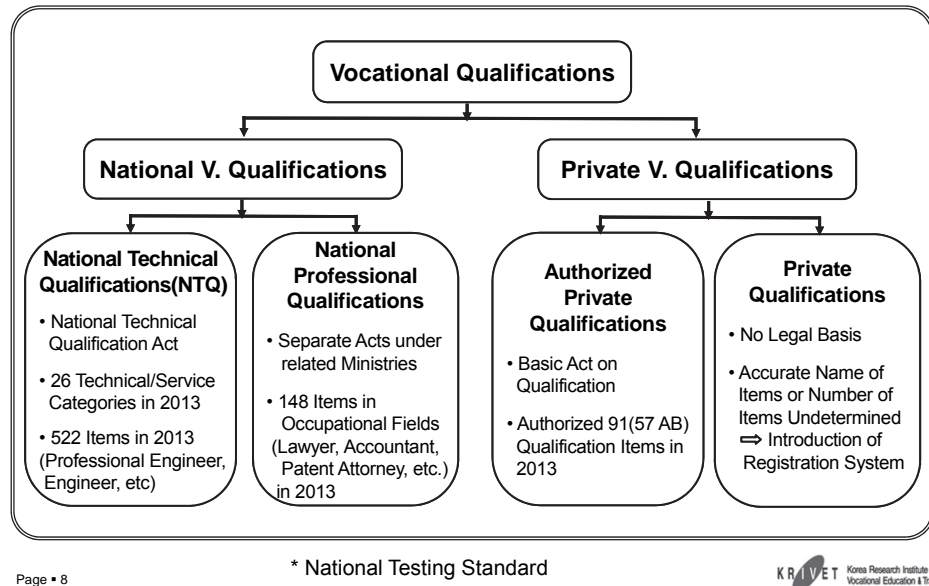 Vocational Qualifications
National V. Qualifications
Private V. Qualifications
National Technical
Qualifications(NTQ)
• National Technical
Qualification Act
• 26 Technical/Service
Categories in 2013
• 522 Items in 2013
(Professional Engineer,
Engineer, etc)
National
Professional
Qualifications
• Separate Acts under
related Ministries
• 148 Items in
Occupational Fields
(Lawyer, Accountant,
Patent Attorney, etc.)
in 2013
Authorized
Private
Qualifications
• Basic Act on
Qualification
• Authorized 91(57 AB)
Qualification Items in
2013
Private
Qualifications
• No Legal Basis
• Accurate Name of
Items or Number of
Items Undetermined
⇨ Introduction of
Registration System
* National Testing Standard
Page ▪ 8
KRIVET
Korea Research Institute
Vocational Education &